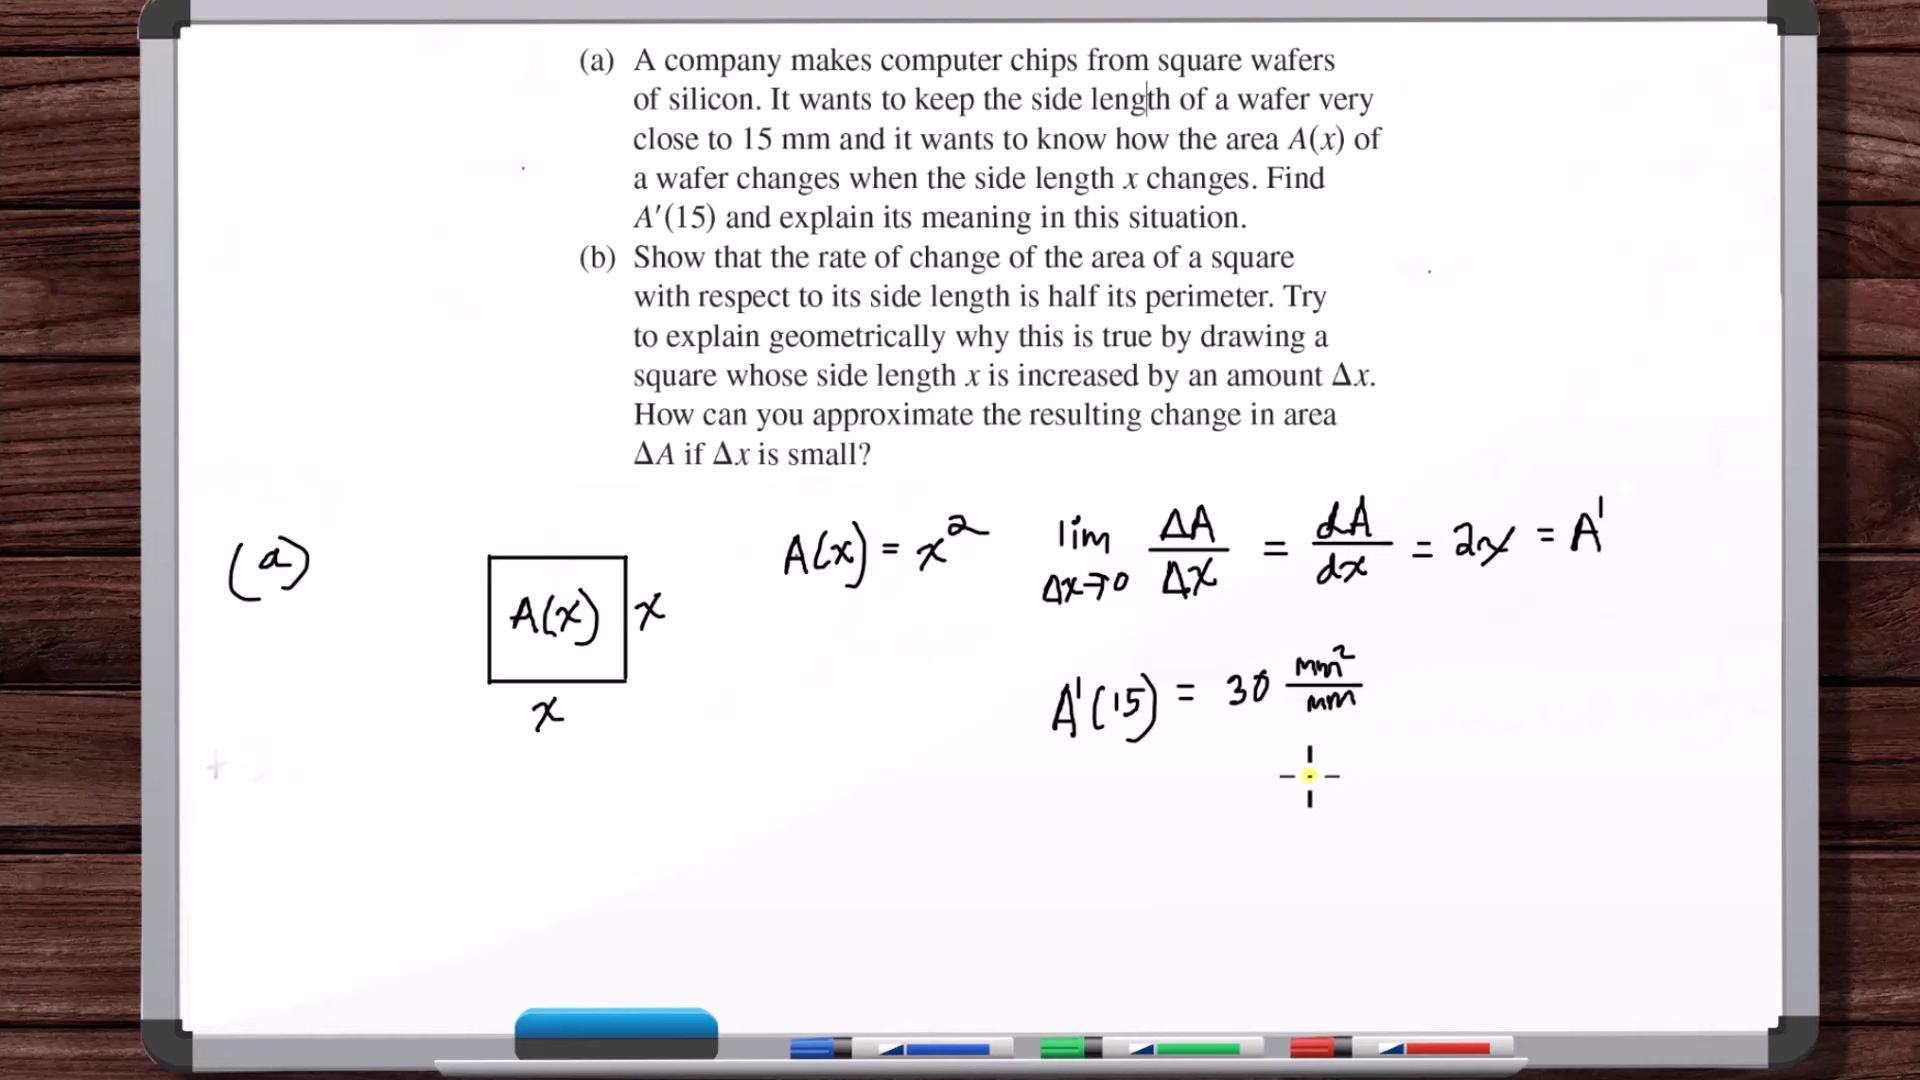 (a) A company makes computer chips from square wafers
of silicon. It wants to keep the side length of a wafer very
close to 15 mm and it wants to know how the area A(x) of
a wafer changes when the side length x changes. Find
A′(15) and explain its meaning in this situation.
(b) Show that the rate of change of the area of a square
with respect to its side length is half its perimeter. Try
to explain geometrically why this is true by drawing a
square whose side length x is increased by an amount Δx.
How can you approximate the resulting change in area
ΔA if Δx is small?
(a)
A(x) x
x
A(x) = x²
lim Δx→0 ΔA/Δx = dA/dx = 2x = A'
A'(15) = 30 mm²/mm